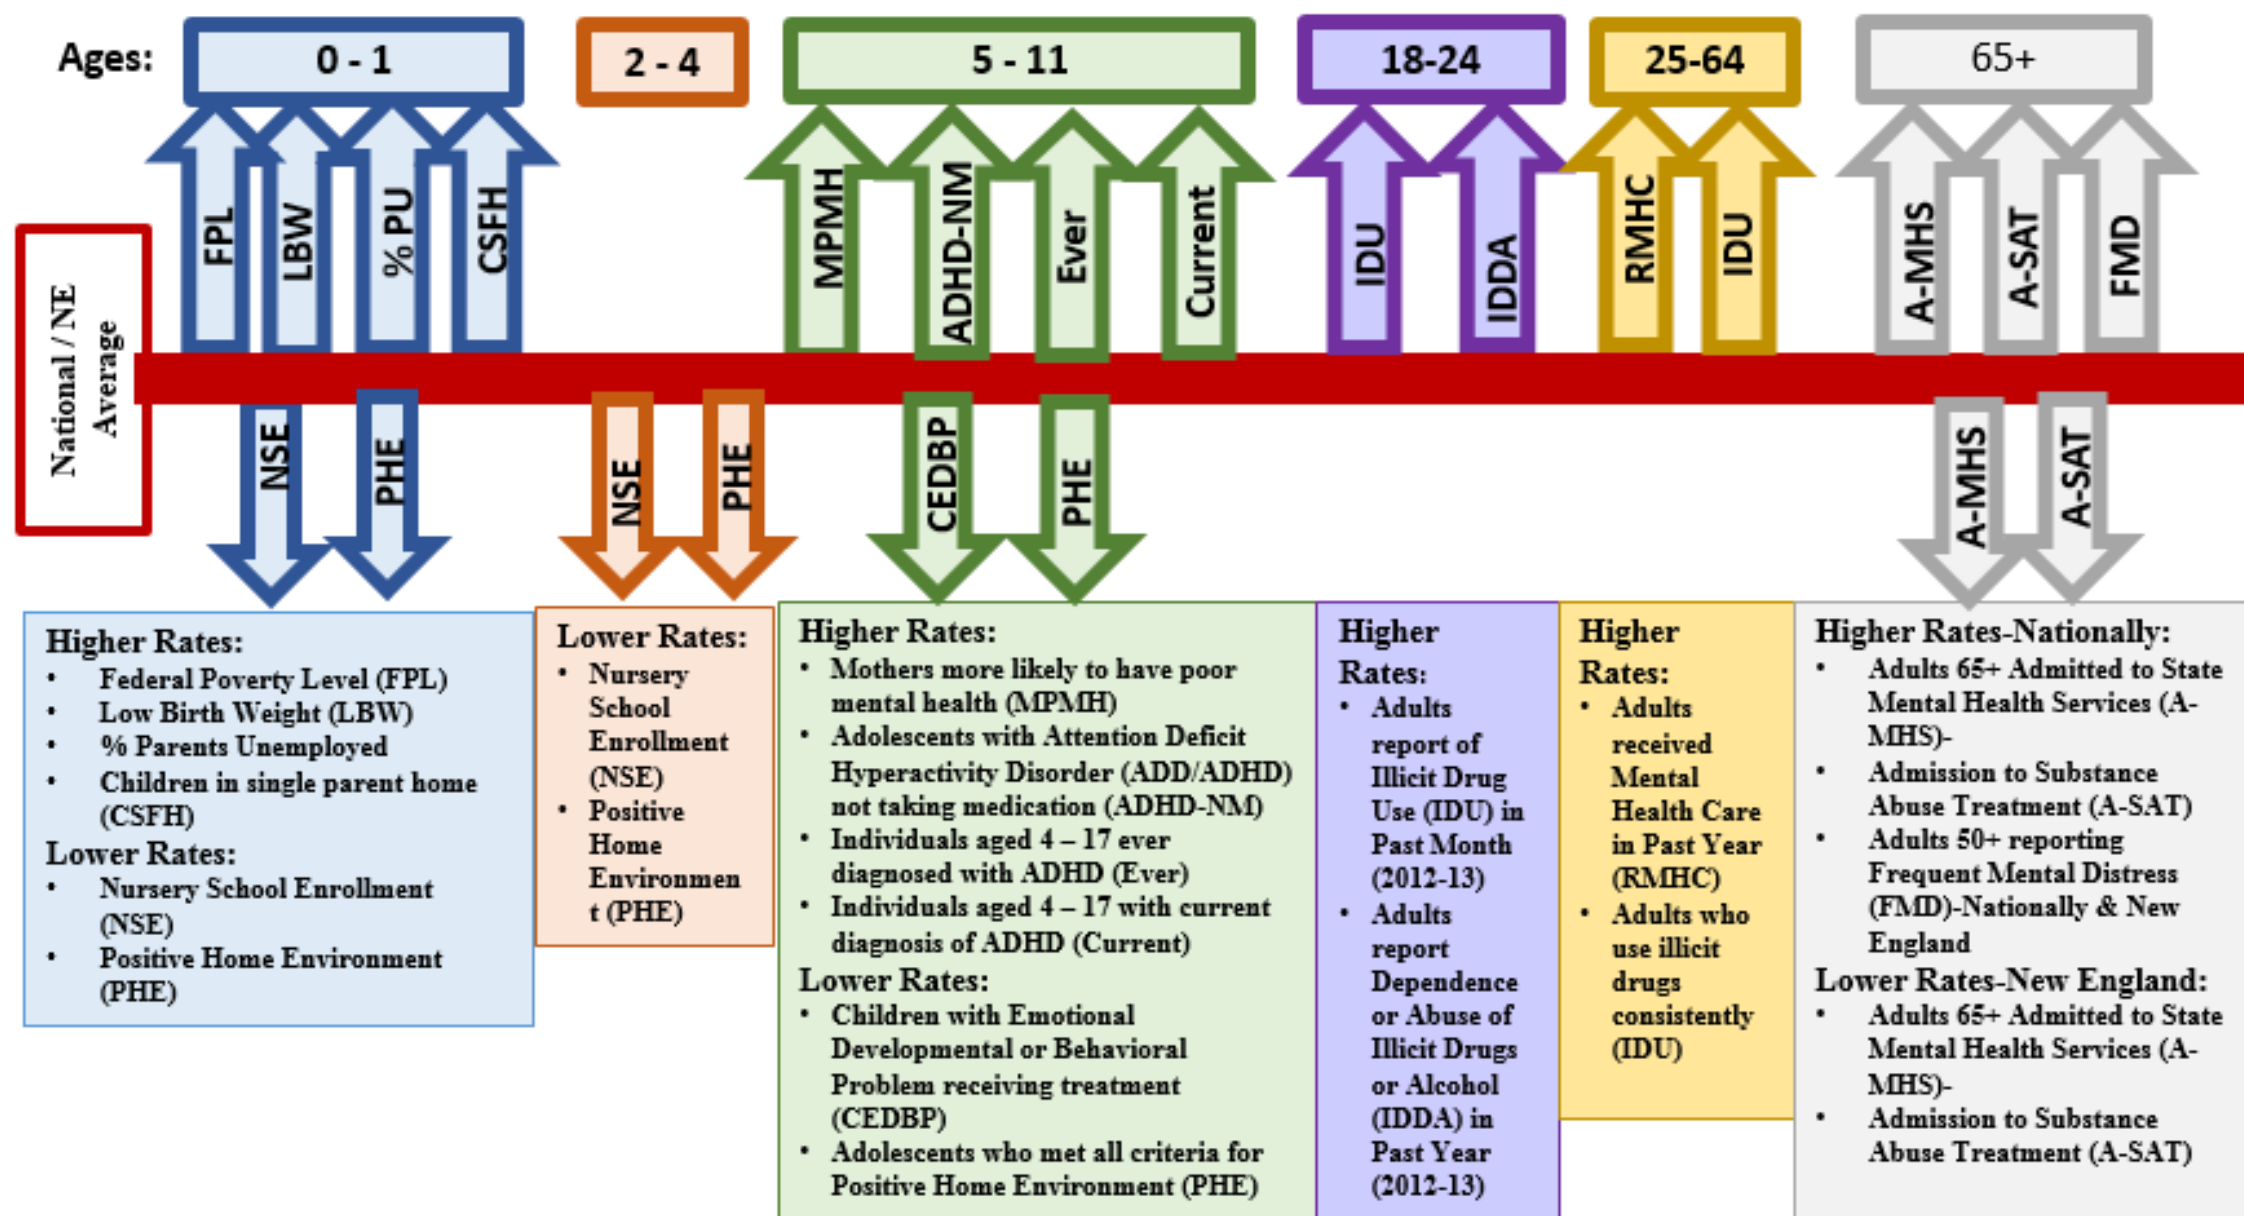 Ages:
0 - 1
2 - 4
5 - 11
18-24
25-64
65+
FPL
LBW
% PU
CSFH
MPMH
ADHD-NM
Ever
Current
IDU
IDDA
RMHC
IDU
A-MHS
A-SAT
FMD
National / NE
Average
NSE
PHE
NSE
PHE
CEDBP
PHE
A-MHS
A-SAT
Higher Rates:
• Federal Poverty Level (FPL)
• Low Birth Weight (LBW)
• % Parents Unemployed
• Children in single parent home
(CSFH)
Lower Rates:
• Nursery School Enrollment
(NSE)
• Positive Home Environment
(PHE)
Lower Rates:
• Nursery
School
Enrollment
(NSE)
• Positive
Home
Environmen
t (PHE)
Higher Rates:
• Mothers more likely to have poor
mental health (MPMH)
• Adolescents with Attention Deficit
Hyperactivity Disorder (ADD/ADHD)
not taking medication (ADHD-NM)
• Individuals aged 4 – 17 ever
diagnosed with ADHD (Ever)
• Individuals aged 4 – 17 with current
diagnosis of ADHD (Current)
Lower Rates:
• Children with Emotional
Developmental or Behavioral
Problem receiving treatment
(CEDBP)
• Adolescents who met all criteria for
Positive Home Environment (PHE)
Higher
Rates:
• Adults
report of
Illicit Drug
Use (IDU) in
Past Month
(2012-13)
• Adults
report
Dependence
or Abuse of
Illicit Drugs
or Alcohol
(IDDA) in
Past Year
(2012-13)
Higher
Rates:
• Adults
received
Mental
Health Care
in Past Year
(RMHC)
• Adults who
use illicit
drugs
consistently
(IDU)
Higher Rates-Nationally:
• Adults 65+ Admitted to State
Mental Health Services (A-
MHS)-
• Admission to Substance
Abuse Treatment (A-SAT)
• Adults 50+ reporting
Frequent Mental Distress
(FMD)-Nationally & New
England
Lower Rates-New England:
• Adults 65+ Admitted to State
Mental Health Services (A-
MHS)-
• Admission to Substance
Abuse Treatment (A-SAT)